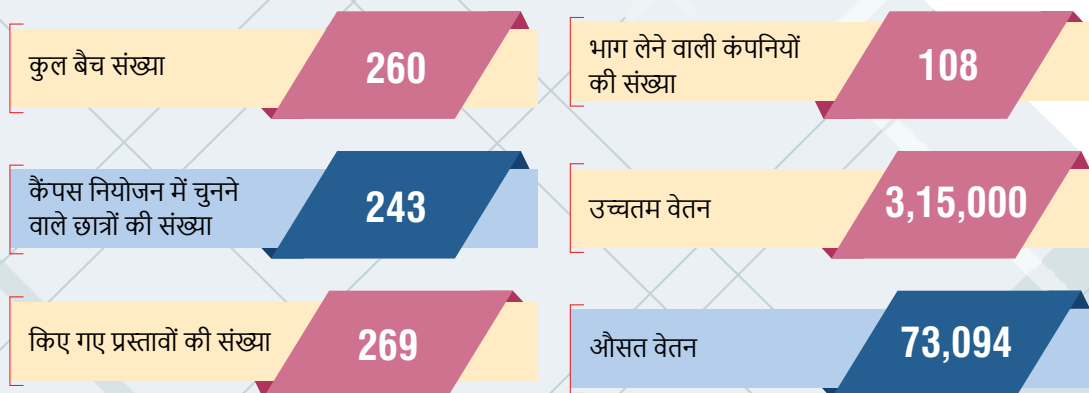 कुल बैच संख्या
260
भाग लेने वाली कंपनियों
की संख्या
108
कैंपस नियोजन में चुनने
वाले छात्रों की संख्या
243
उच्चतम वेतन
3,15,000
किए गए प्रस्तावों की संख्या
269
औसत वेतन
73,094